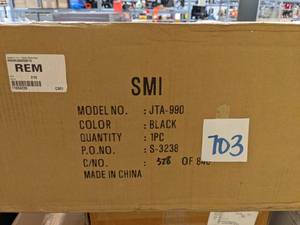 REM
SMI
MODEL NO. : JTA-990
COLOR : BLACK
QUANTITY : 1PC
P.O.NO. : S-3238
C/NO. : 528 OF 840
MADE IN CHINA
703